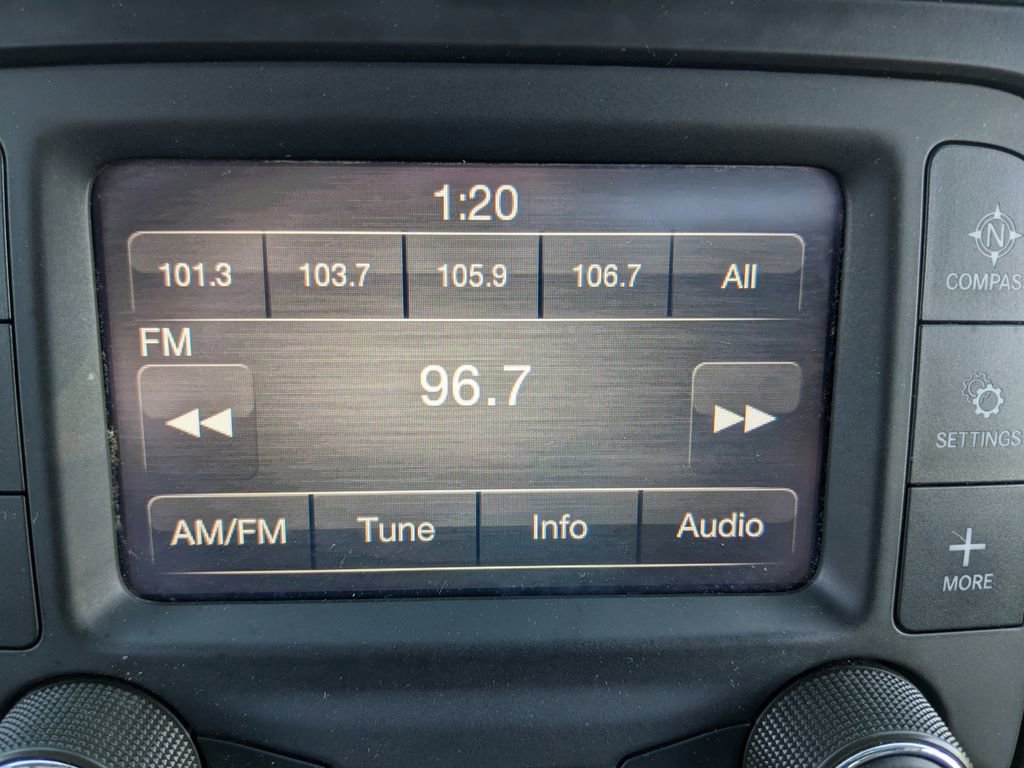 1:20
101.3 103.7 105.9 106.7 All
FM
96.7
AM/FM Tune Info Audio
N
COMPAS
SETTINGS
MORE